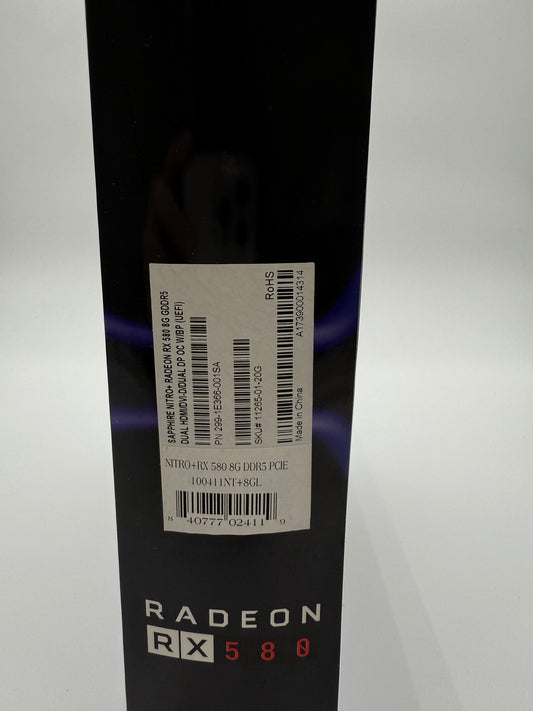 SAPPHIRE NITRO+ RADEON RX 580 8G GDDR5
DUAL HDMI/DVI-D/DUAL DP OC W/BP (UEFI)
PN 299-1E366-001SA
SKU# 11265-01-20G
RoHS
Made in China
A173900014314
NITRO+RX 580 8G DDR5 PCIE
100411NT+8GL
8 40777 02411 9
RADEON
RX 580